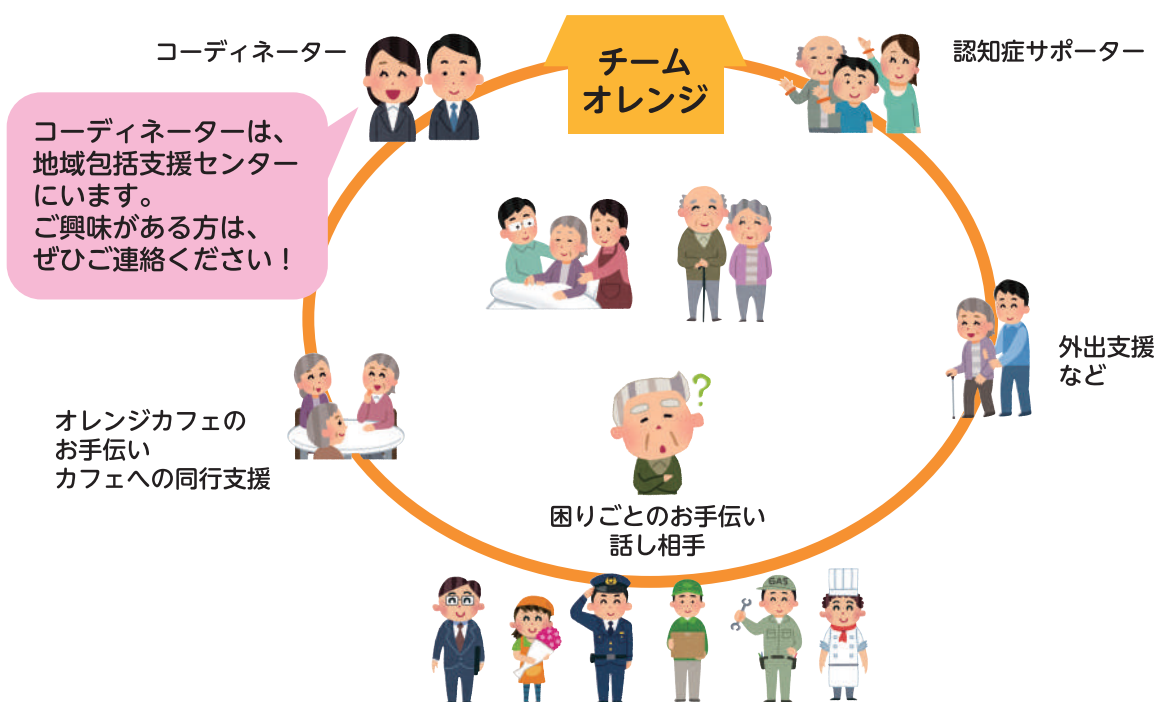 チーム
オレンジ
コーディネーター
認知症サポーター
コーディネーターは、
地域包括支援センター
にいます。
ご興味がある方は、
ぜひご連絡ください！
外出支援
など
オレンジカフェの
お手伝い
カフェへの同行支援
?
困りごとのお手伝い
話し相手
GAS